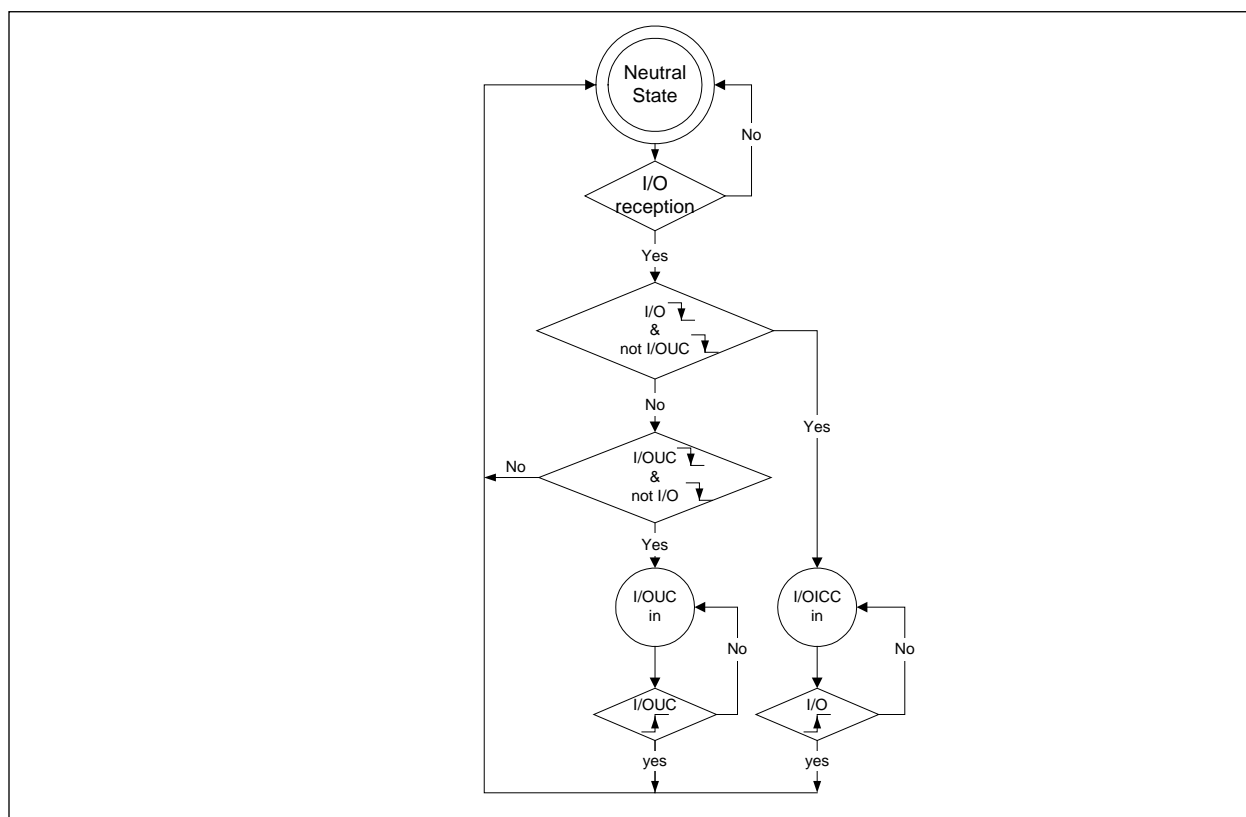 Neutral
State
No
I/O
reception
Yes
I/O
&
not I/OUC
No
Yes
No
I/OUC
&
not I/O
Yes
I/OUC
in
I/OICC
in
No
No
I/OUC
I/O
yes
yes